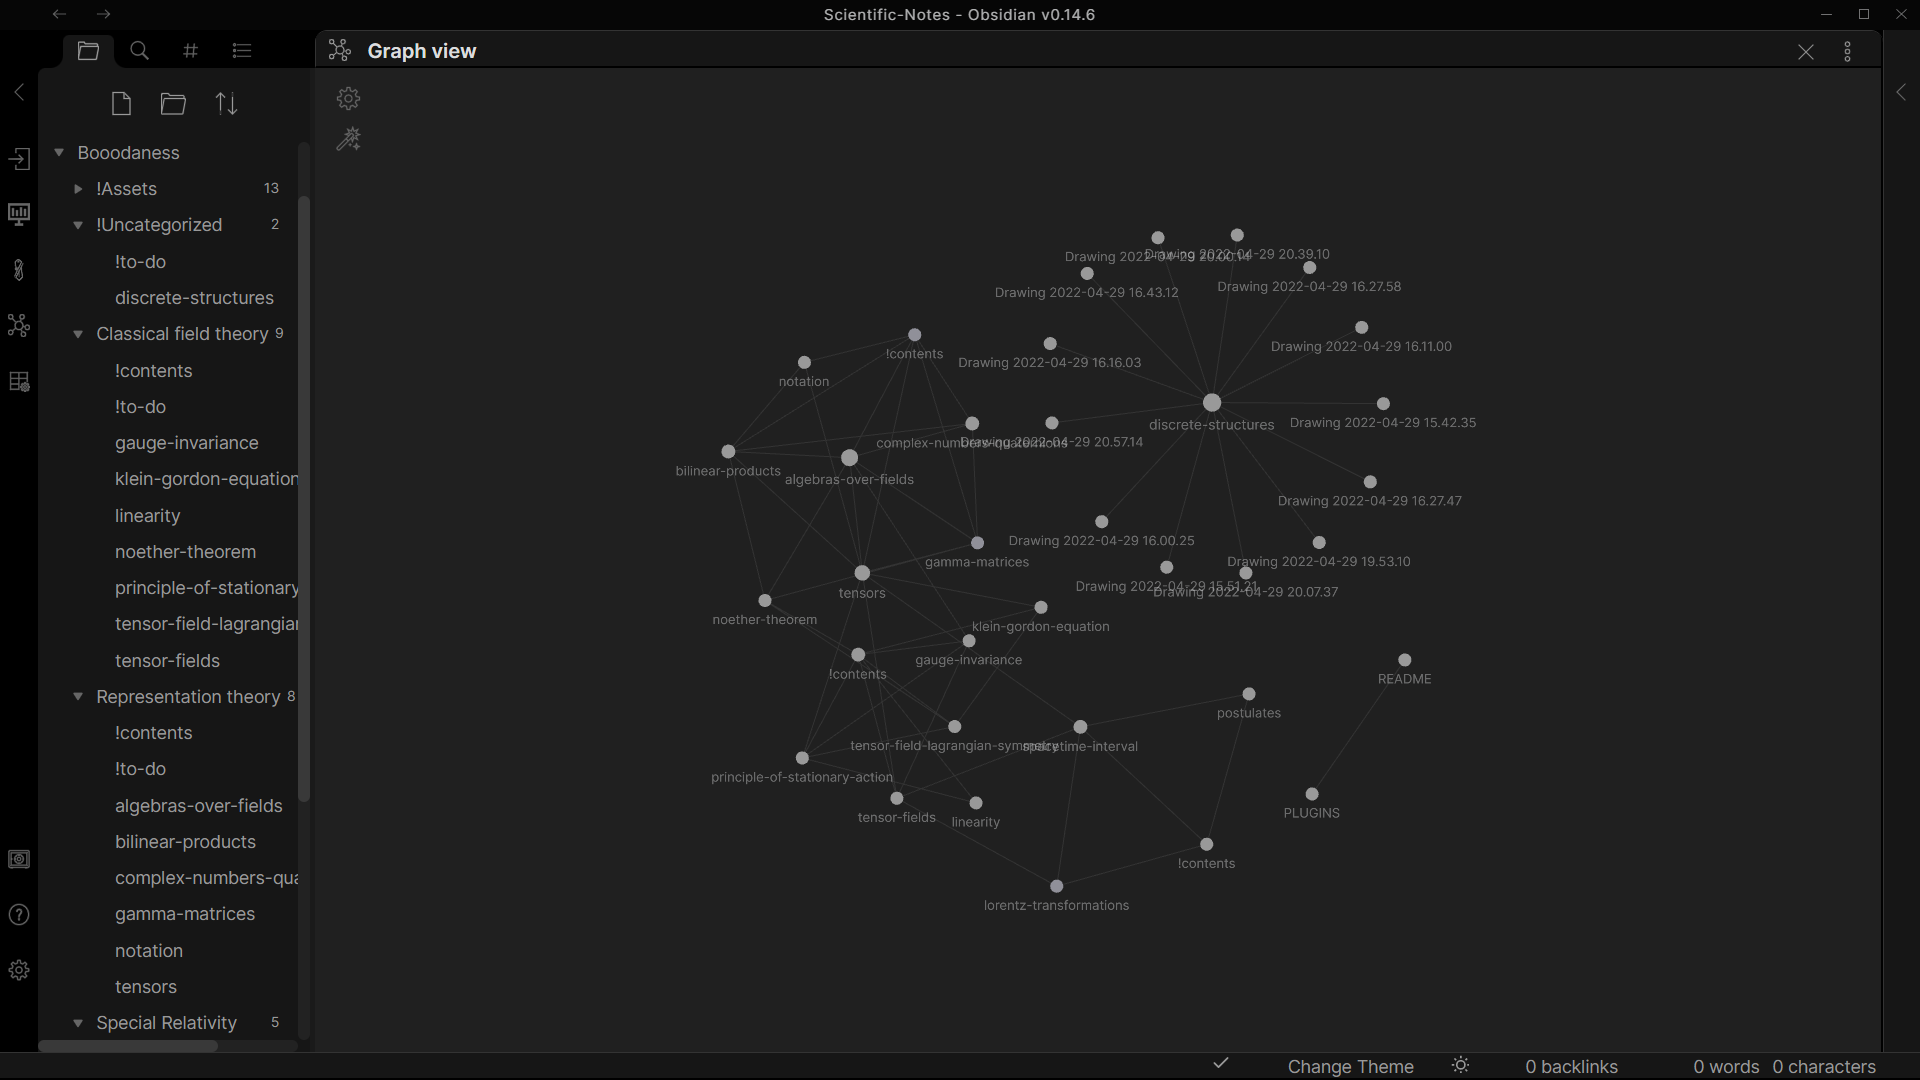 Scientific-Notes - Obsidian v0.14.6
Graph view
Booodaness
!Assets 13
!Uncategorized 2
!to-do
discrete-structures
Classical field theory 9
!contents
!to-do
gauge-invariance
klein-gordon-equation
linearity
noether-theorem
principle-of-stationary
tensor-field-lagrangian
tensor-fields
Representation theory 8
!contents
!to-do
algebras-over-fields
bilinear-products
complex-numbers-qua
gamma-matrices
notation
tensors
Special Relativity 5
Drawing 2022-04-29 20.39.10
Drawing 2022-04-29 20.00.14
Drawing 2022-04-29 16.27.58
Drawing 2022-04-29 16.43.12
Drawing 2022-04-29 16.11.00
!contents
Drawing 2022-04-29 16.16.03
notation
Drawing 2022-04-29 15.42.35
discrete-structures
complex-numbers-quaternions
Drawing 2022-04-29 20.57.14
bilinear-products
algebras-over-fields
Drawing 2022-04-29 16.27.47
Drawing 2022-04-29 16.00.25
gamma-matrices
Drawing 2022-04-29 19.53.10
Drawing 2022-04-29 15.51.21
Drawing 2022-04-29 20.07.37
tensors
noether-theorem
klein-gordon-equation
gauge-invariance
!contents
README
postulates
tensor-field-lagrangian-symmetry
spacetime-interval
principle-of-stationary-action
tensor-fields
linearity
PLUGINS
!contents
lorentz-transformations
Change Theme
0 backlinks
0 words
0 characters